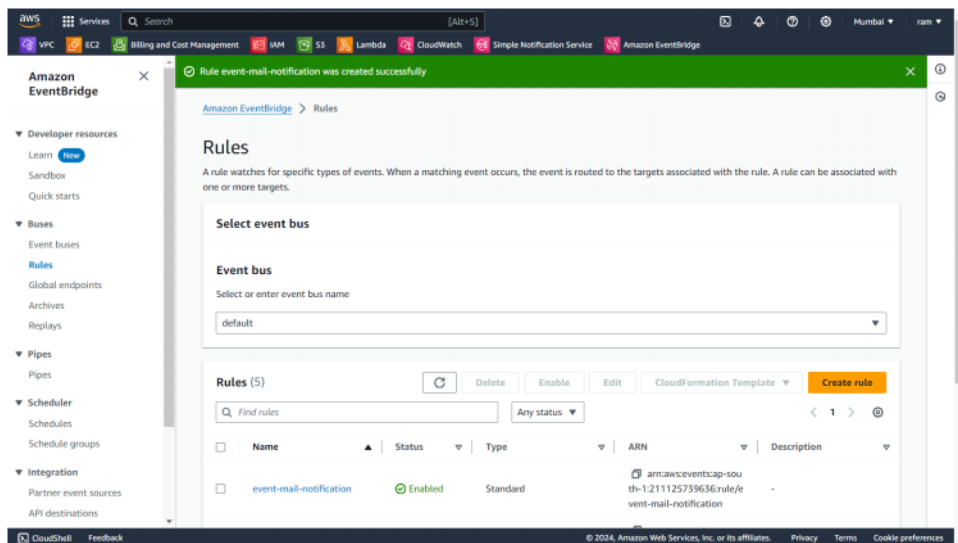 aws
Services
Search
[Alt+S]
Mumbai
ram
VPC
EC2
Billing and Cost Management
IAM
S3
Lambda
CloudWatch
Simple Notification Service
Amazon EventBridge
Amazon
EventBridge
Developer resources
Learn New
Sandbox
Quick starts
Buses
Event buses
Rules
Global endpoints
Archives
Replays
Pipes
Pipes
Scheduler
Schedules
Schedule groups
Integration
Partner event sources
API destinations
Rule event-mail-notification was created successfully
Amazon EventBridge > Rules
Rules
A rule watches for specific types of events. When a matching event occurs, the event is routed to the targets associated with the rule. A rule can be associated with
one or more targets.
Select event bus
Event bus
Select or enter event bus name
default
Rules (5)
Delete
Enable
Edit
CloudFormation Template
Create rule
Find rules
Any status
1
Name
Status
Type
ARN
Description
event-mail-notification
Enabled
Standard
arn:aws:events:ap-sou
th-1:211125739636:rule/e
vent-mail-notification
-
CloudShell
Feedback
© 2024, Amazon Web Services, Inc. or its affiliates.
Privacy
Terms
Cookie preferences